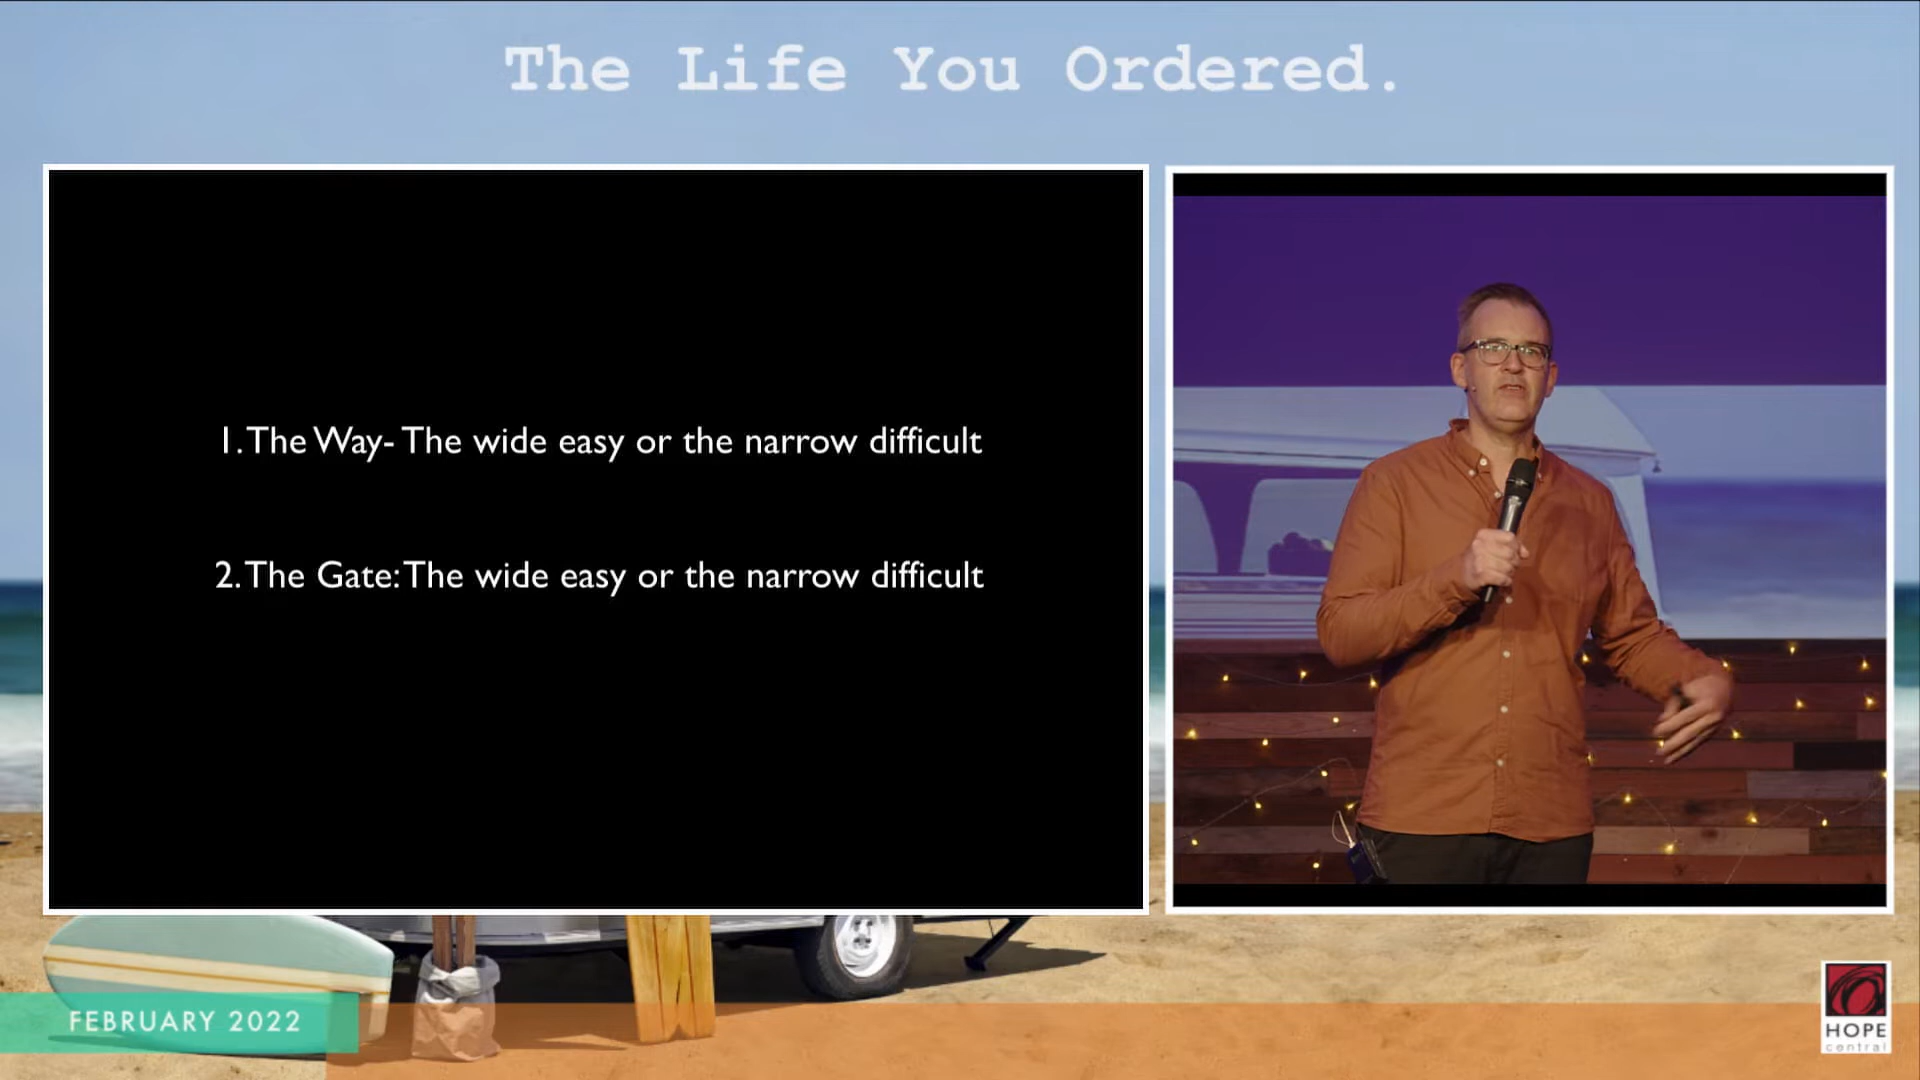 The Life You Ordered.
1. The Way- The wide easy or the narrow difficult
2. The Gate: The wide easy or the narrow difficult
FEBRUARY 2022
HOPE
central